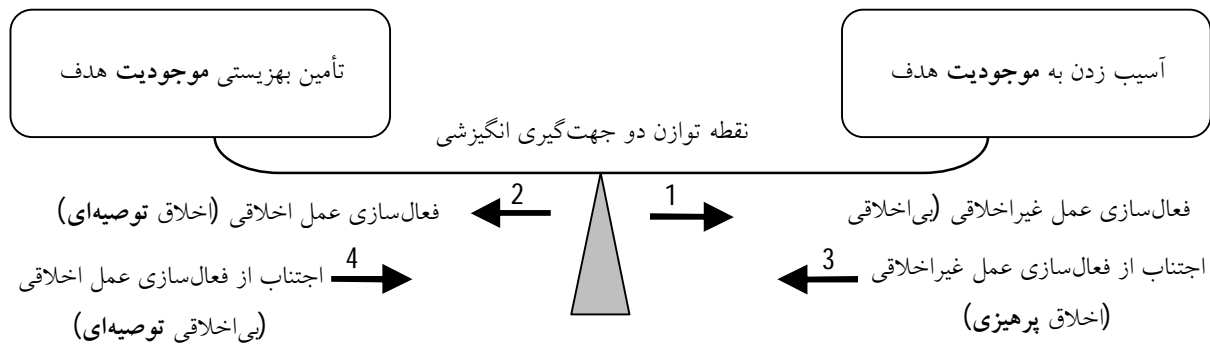 آسیب زدن به موجودیت هدف
تأمین بهزیستی موجودیت هدف
نقطه توازن دو جهت‌گیری انگیزشی
1
2
فعال‌سازی عمل غیراخلاقی (بی‌اخلاقی
فعال‌سازی عمل اخلاقی (اخلاق توصیه‌ای)
3
4
اجتناب از فعال‌سازی عمل غیراخلاقی
(اخلاق پرهیزی)
اجتناب از فعال‌سازی عمل اخلاقی
(بی‌اخلاقی توصیه‌ای)